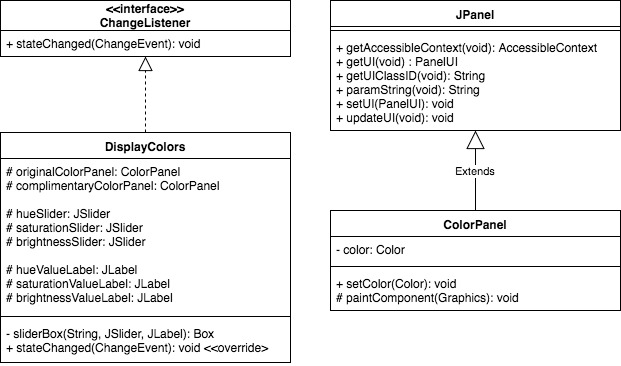 <<interface>>
ChangeListener
+ stateChanged(ChangeEvent): void
DisplayColors
# originalColorPanel: ColorPanel
# complimentaryColorPanel: ColorPanel
# hueSlider: JSlider
# saturationSlider: JSlider
# brightnessSlider: JSlider
# hueValueLabel: JLabel
# saturationValueLabel: JLabel
# brightnessValueLabel: JLabel
- sliderBox(String, JSlider, JLabel): Box
+ stateChanged(ChangeEvent): void <<override>
JPanel
+ getAccessibleContext(void): AccessibleContext
+ getUI(void) : PanelUI
+ getUIClassID(void): String
+ paramString(void): String
+ setUI(PanelUI): void
+ updateUI(void): void
Extends
ColorPanel
- color: Color
+ setColor(Color): void
# paintComponent(Graphics): void